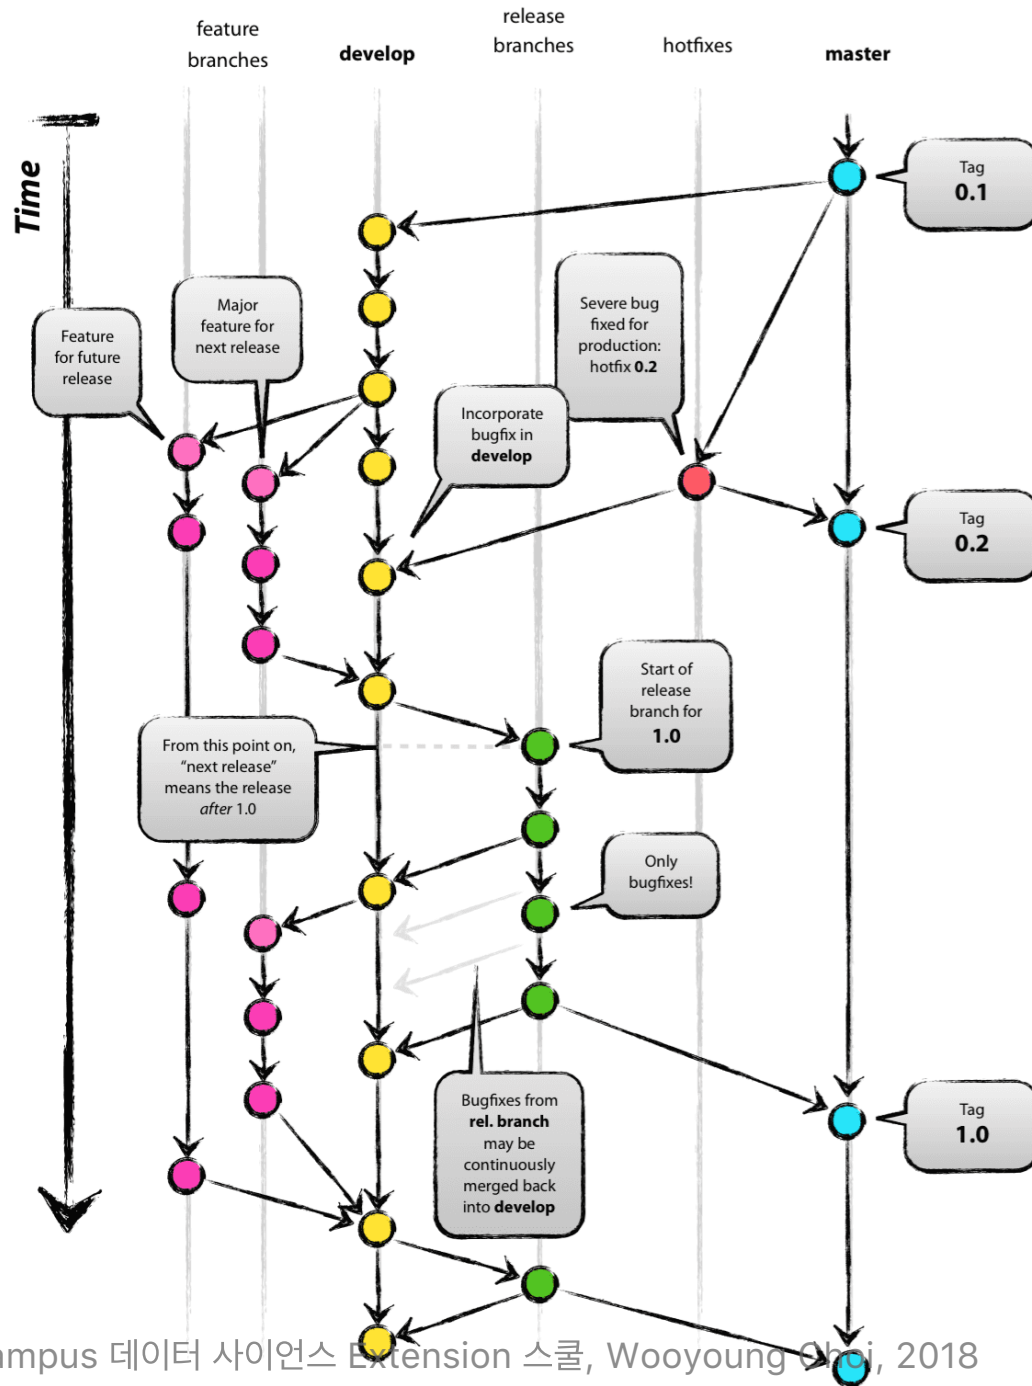 feature
branches
develop
release
branches
hotfixes
master
Time
Tag
0.1
Feature
for future
release
Major
feature for
next release
Severe bug
fixed for
production:
hotfix 0.2
Incorporate
bugfix in
develop
Tag
0.2
Start of
release
branch for
1.0
From this point on,
“next release”
means the release
after 1.0
Only
bugfixes!
Bugfixes from
rel. branch
may be
continuously
merged back
into develop
Tag
1.0
데이터 사이언스 Extension 스쿨, Wooyoung Choi, 2018